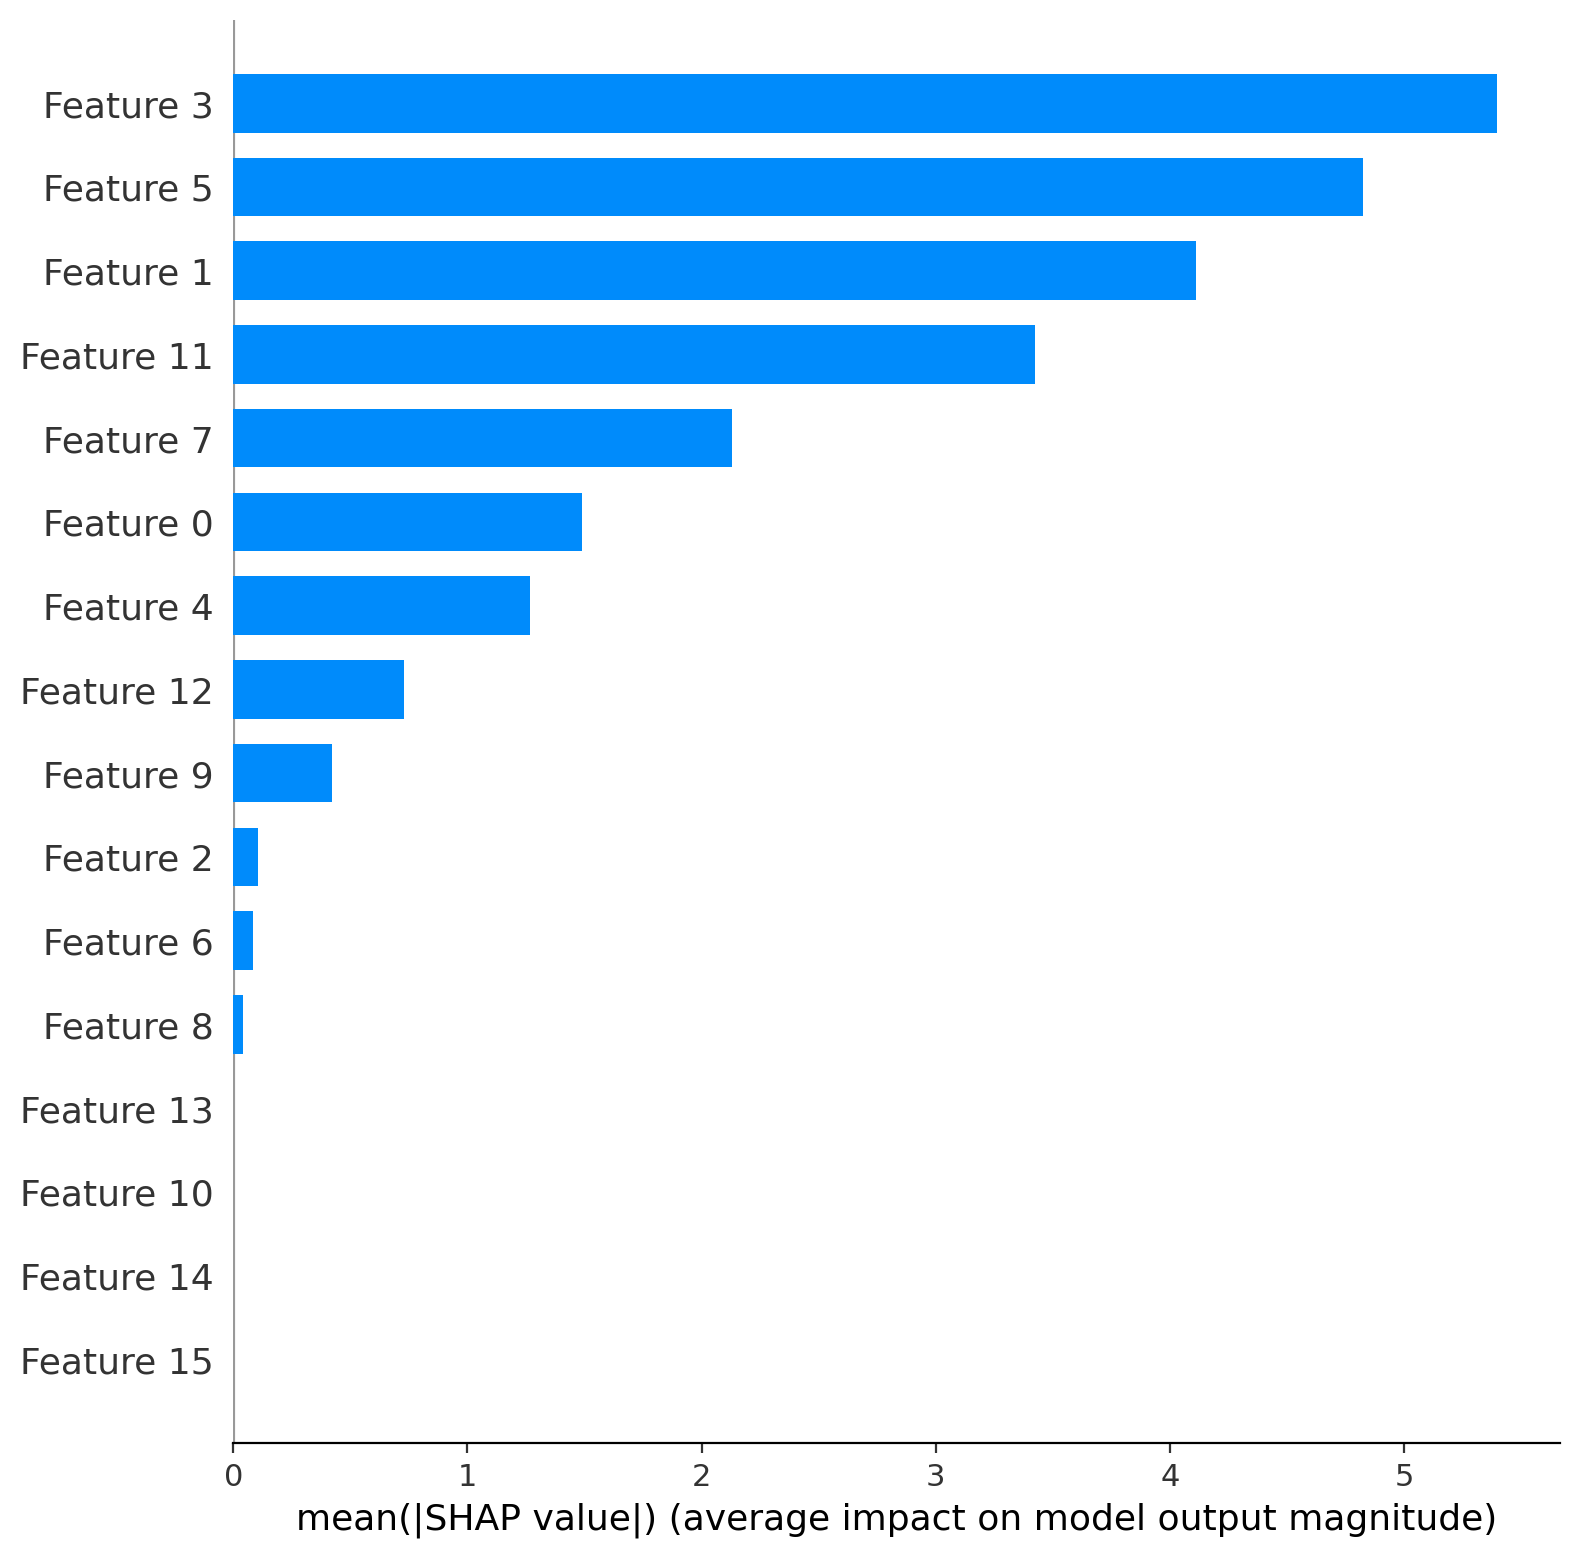 Feature 3
Feature 5
Feature 1
Feature 11
Feature 7
Feature 0
Feature 4
Feature 12
Feature 9
Feature 2
Feature 6
Feature 8
Feature 13
Feature 10
Feature 14
Feature 15
0 1 2 3 4 5
mean(|SHAP value|) (average impact on model output magnitude)